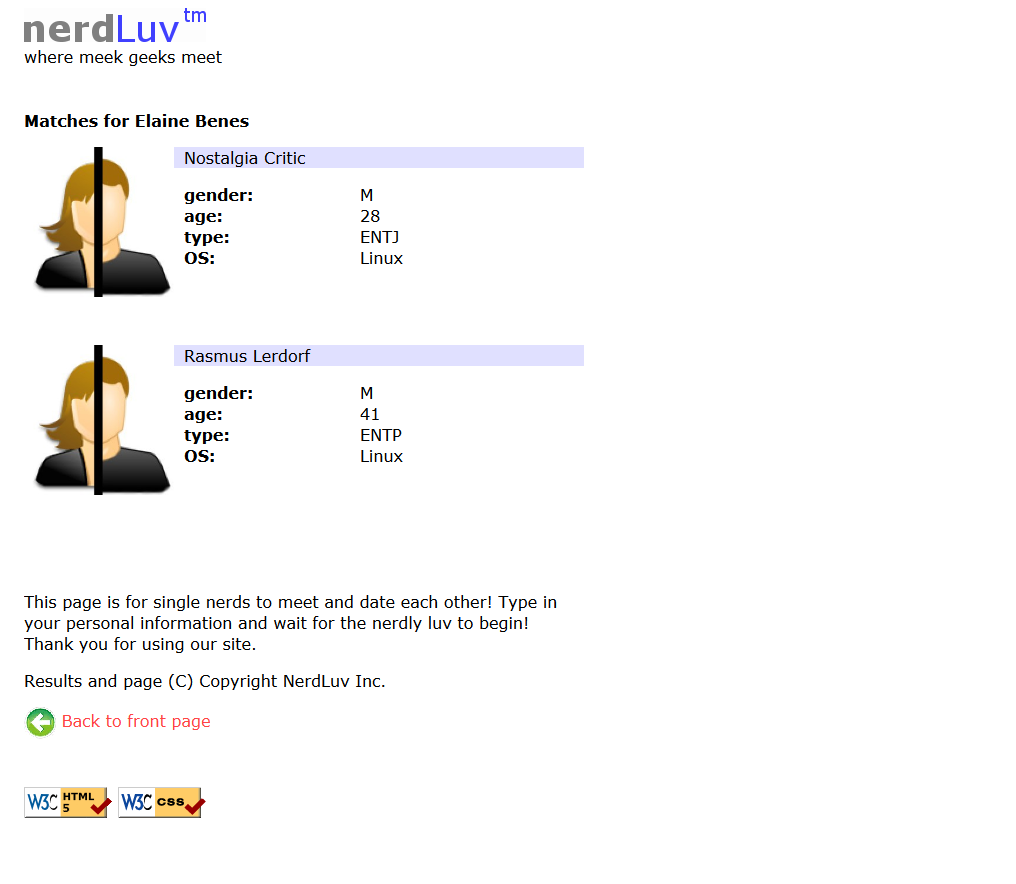 nerdLuv tm
where meek geeks meet
Matches for Elaine Benes
Nostalgia Critic
gender: M
age: 28
type: ENTJ
OS: Linux
Rasmus Lerdorf
gender: M
age: 41
type: ENTP
OS: Linux
This page is for single nerds to meet and date each other! Type in
your personal information and wait for the nerdly luv to begin!
Thank you for using our site.
Results and page (C) Copyright NerdLuv Inc.
Back to front page
W3C HTML 5 W3C CSS